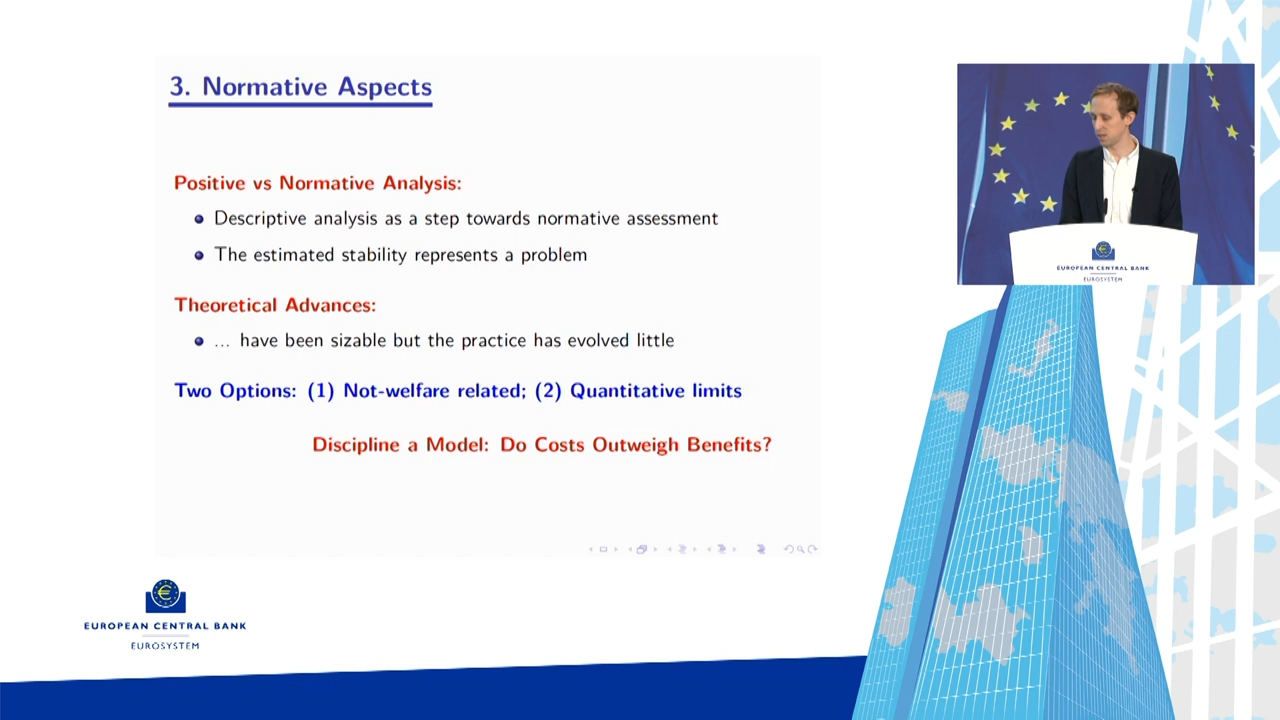 3. Normative Aspects
Positive vs Normative Analysis:
Descriptive analysis as a step towards normative assessment
The estimated stability represents a problem
Theoretical Advances:
... have been sizable but the practice has evolved little
Two Options: (1) Not-welfare related; (2) Quantitative limits
Discipline a Model: Do Costs Outweigh Benefits?
EUROPEAN CENTRAL BANK
EUROSYSTEM
EUROPEAN CENTRAL BANK
EUROSYSTEM